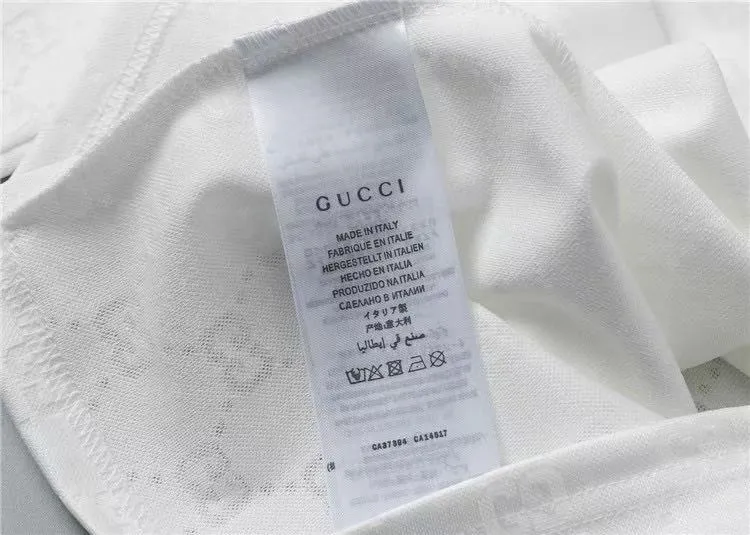 GUCCI
MADE IN ITALY
FABRIQUE EN ITALIE
HERGESTELLT IN ITALIEN
HECHO EN ITALIA
PRODUZIDO NA ITALIA
СДЕЛАНО В ИТАЛИИ
イタリア製
产地:意大利
صنع في إيطاليا
CA37394 CA14517